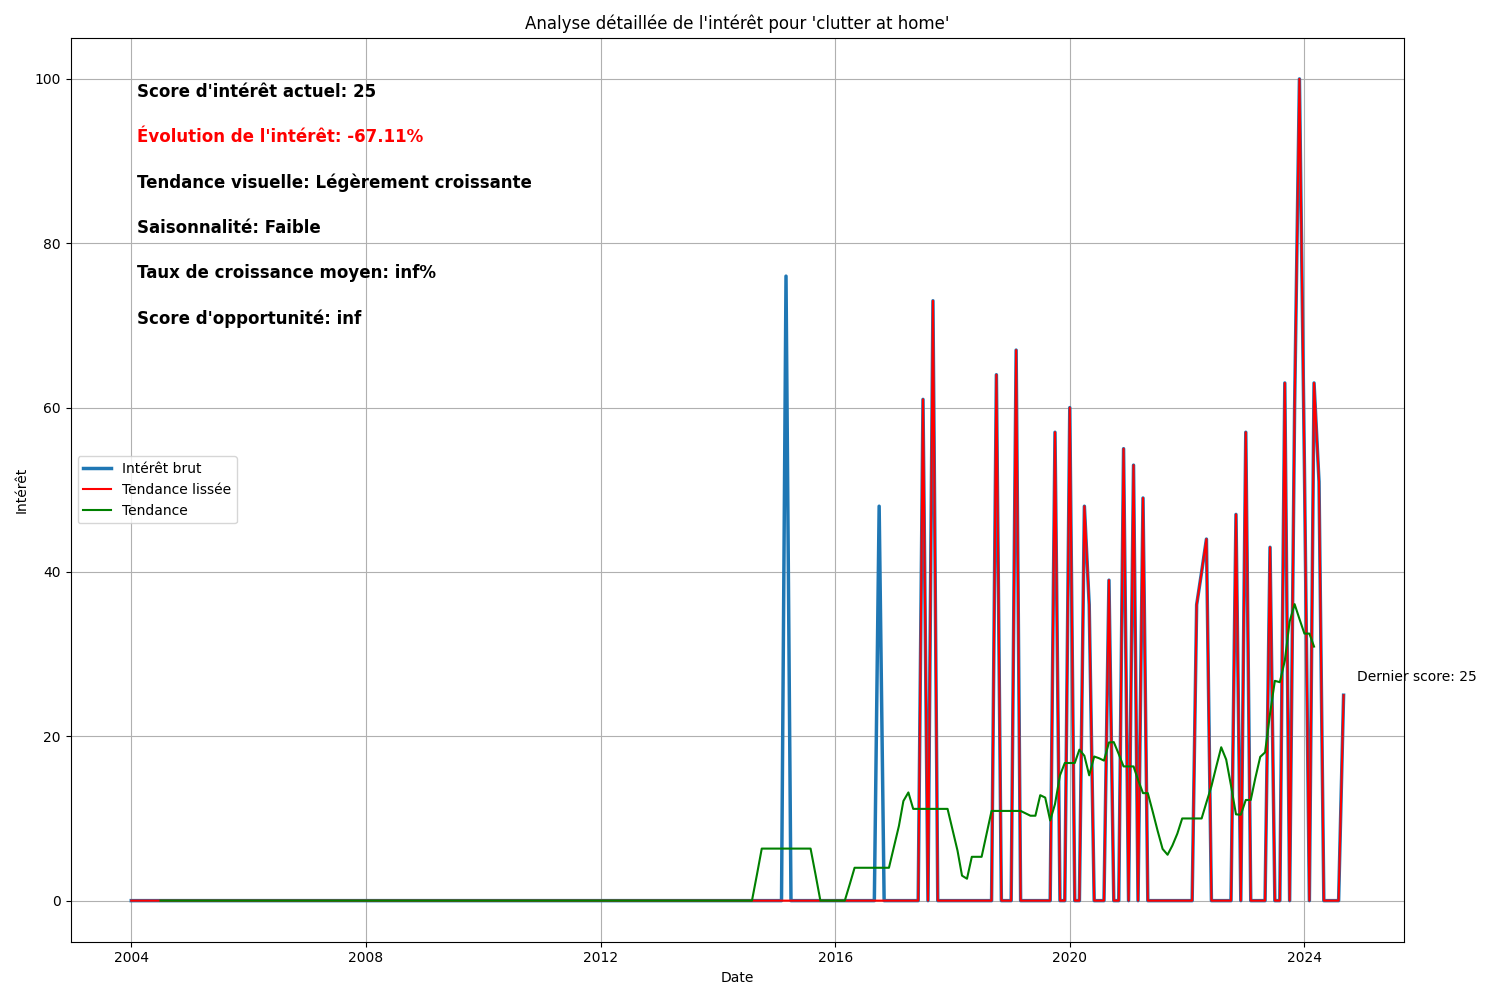 Analyse détaillée de l'intérêt pour 'clutter at home'
100
80
60
40
20
0
Intérêt
Score d'intérêt actuel: 25
Évolution de l'intérêt: -67.11%
Tendance visuelle: Légèrement croissante
Saisonnalité: Faible
Taux de croissance moyen: inf%
Score d'opportunité: inf
Intérêt brut
Tendance lissée
Tendance
Dernier score: 25
2004 2008 2012 2016 2020 2024
Date